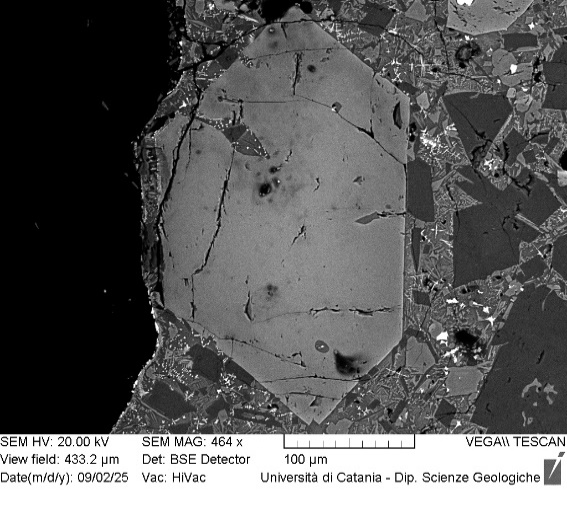 SEM HV: 20.00 kV SEM MAG: 464 x VEGA\\ TESCAN
View field: 433.2 µm Det: BSE Detector 100 µm
Date(m/d/y): 09/02/25 Vac: HiVac Università di Catania - Dip. Scienze Geologiche